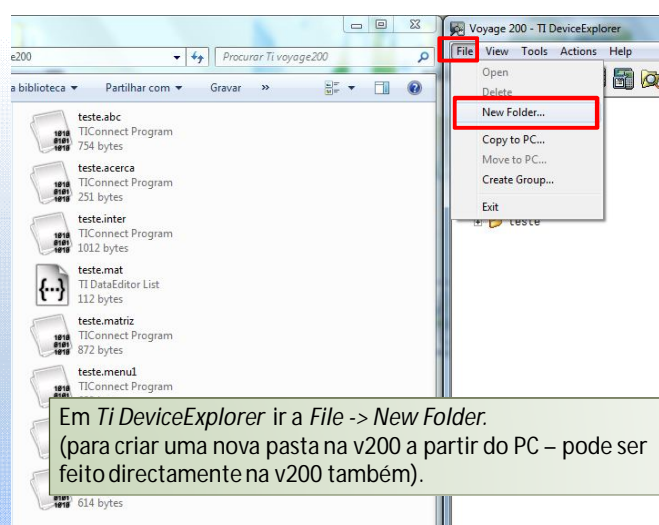 Voyage 200 - TI DeviceExplorer
e200
Procurar Ti voyage200
File View Tools Actions Help
a biblioteca Partilhar com Gravar »
Open
Delete
New Folder...
Copy to PC...
Move to PC...
Create Group...
Exit
teste
teste.abc
TIConnect Program
754 bytes
teste.acerca
TIConnect Program
251 bytes
teste.inter
TIConnect Program
1012 bytes
teste.mat
TI DataEditor List
112 bytes
teste.matriz
TIConnect Program
872 bytes
teste.menu1
TIConnect Program
Em Ti DeviceExplorer ir a File -> New Folder.
(para criar uma nova pasta na v200 a partir do PC – pode ser
feito directamente na v200 também).
614 bytes